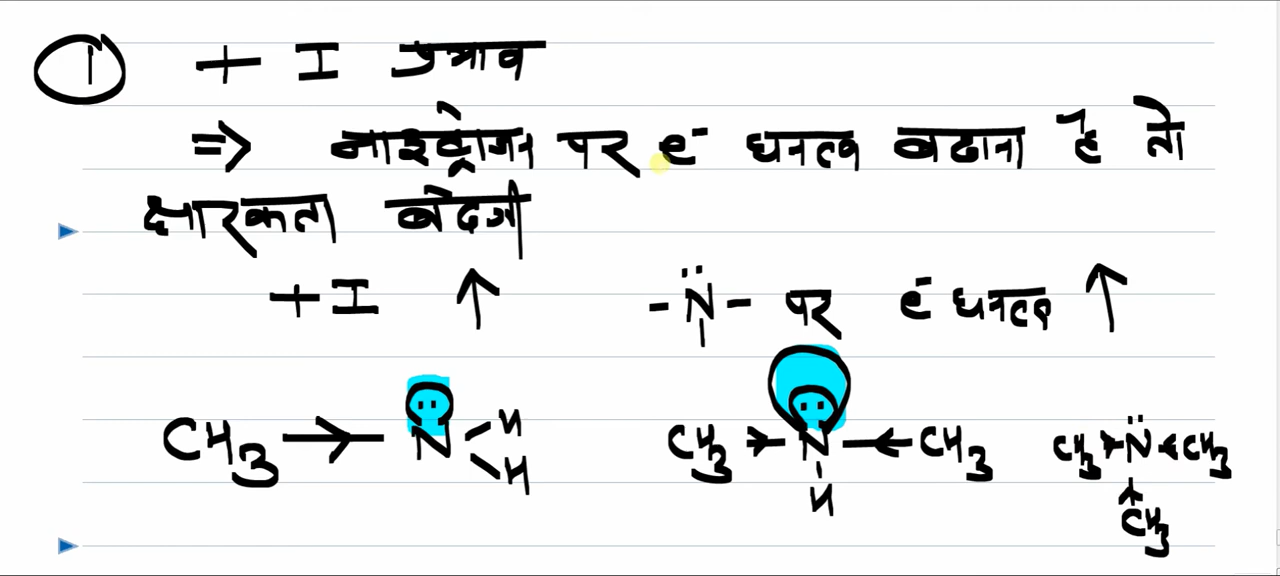 ① + I प्रभाव
=> नाइट्रोजन पर e⁻ घनत्व बढाना है तो
क्षारकता बढेगी
+ I ↑ -N̈- पर e⁻ घनत्व ↑
CH₃ → N̈ H H CH₃ → N̈ ← CH₃ H CH₃ → N̈ ← CH₃ CH₃